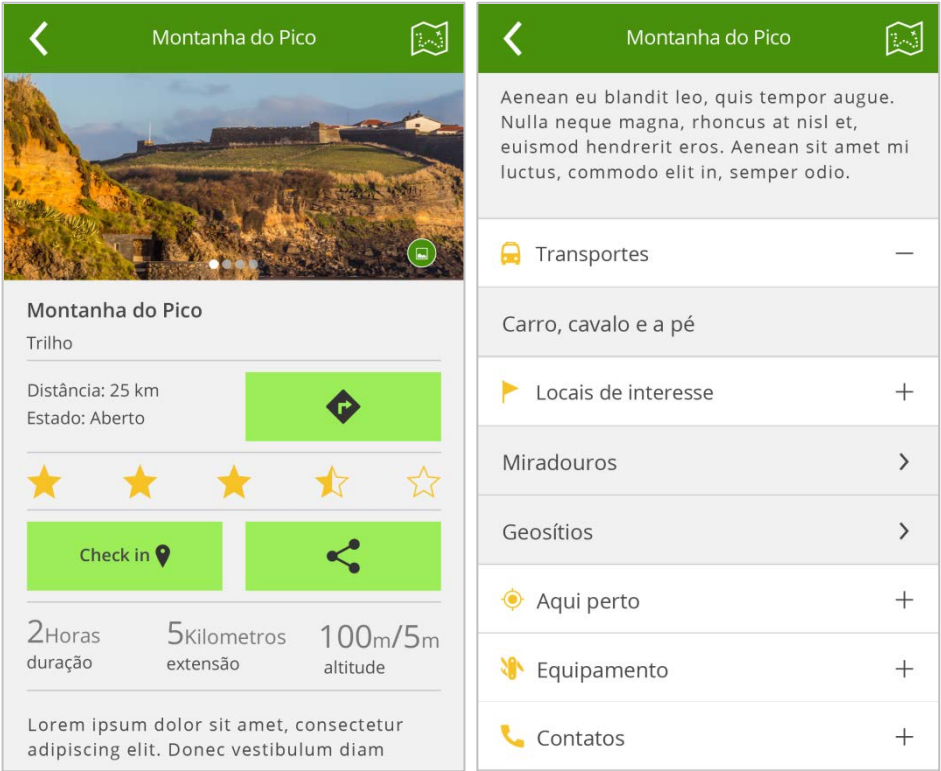 Montanha do Pico
Montanha do Pico
Trilho
Distância: 25 km
Estado: Aberto
Check in
2Horas
duração
5Kilometros
extensão
100m/5m
altitude
Lorem ipsum dolor sit amet, consectetur
adipiscing elit. Donec vestibulum diam
Montanha do Pico
Aenean eu blandit leo, quis tempor augue.
Nulla neque magna, rhoncus at nisl et,
euismod hendrerit eros. Aenean sit amet mi
luctus, commodo elit in, semper odio.
Transportes
Carro, cavalo e a pé
Locais de interesse
Miradouros
Geosítios
Aqui perto
Equipamento
Contatos